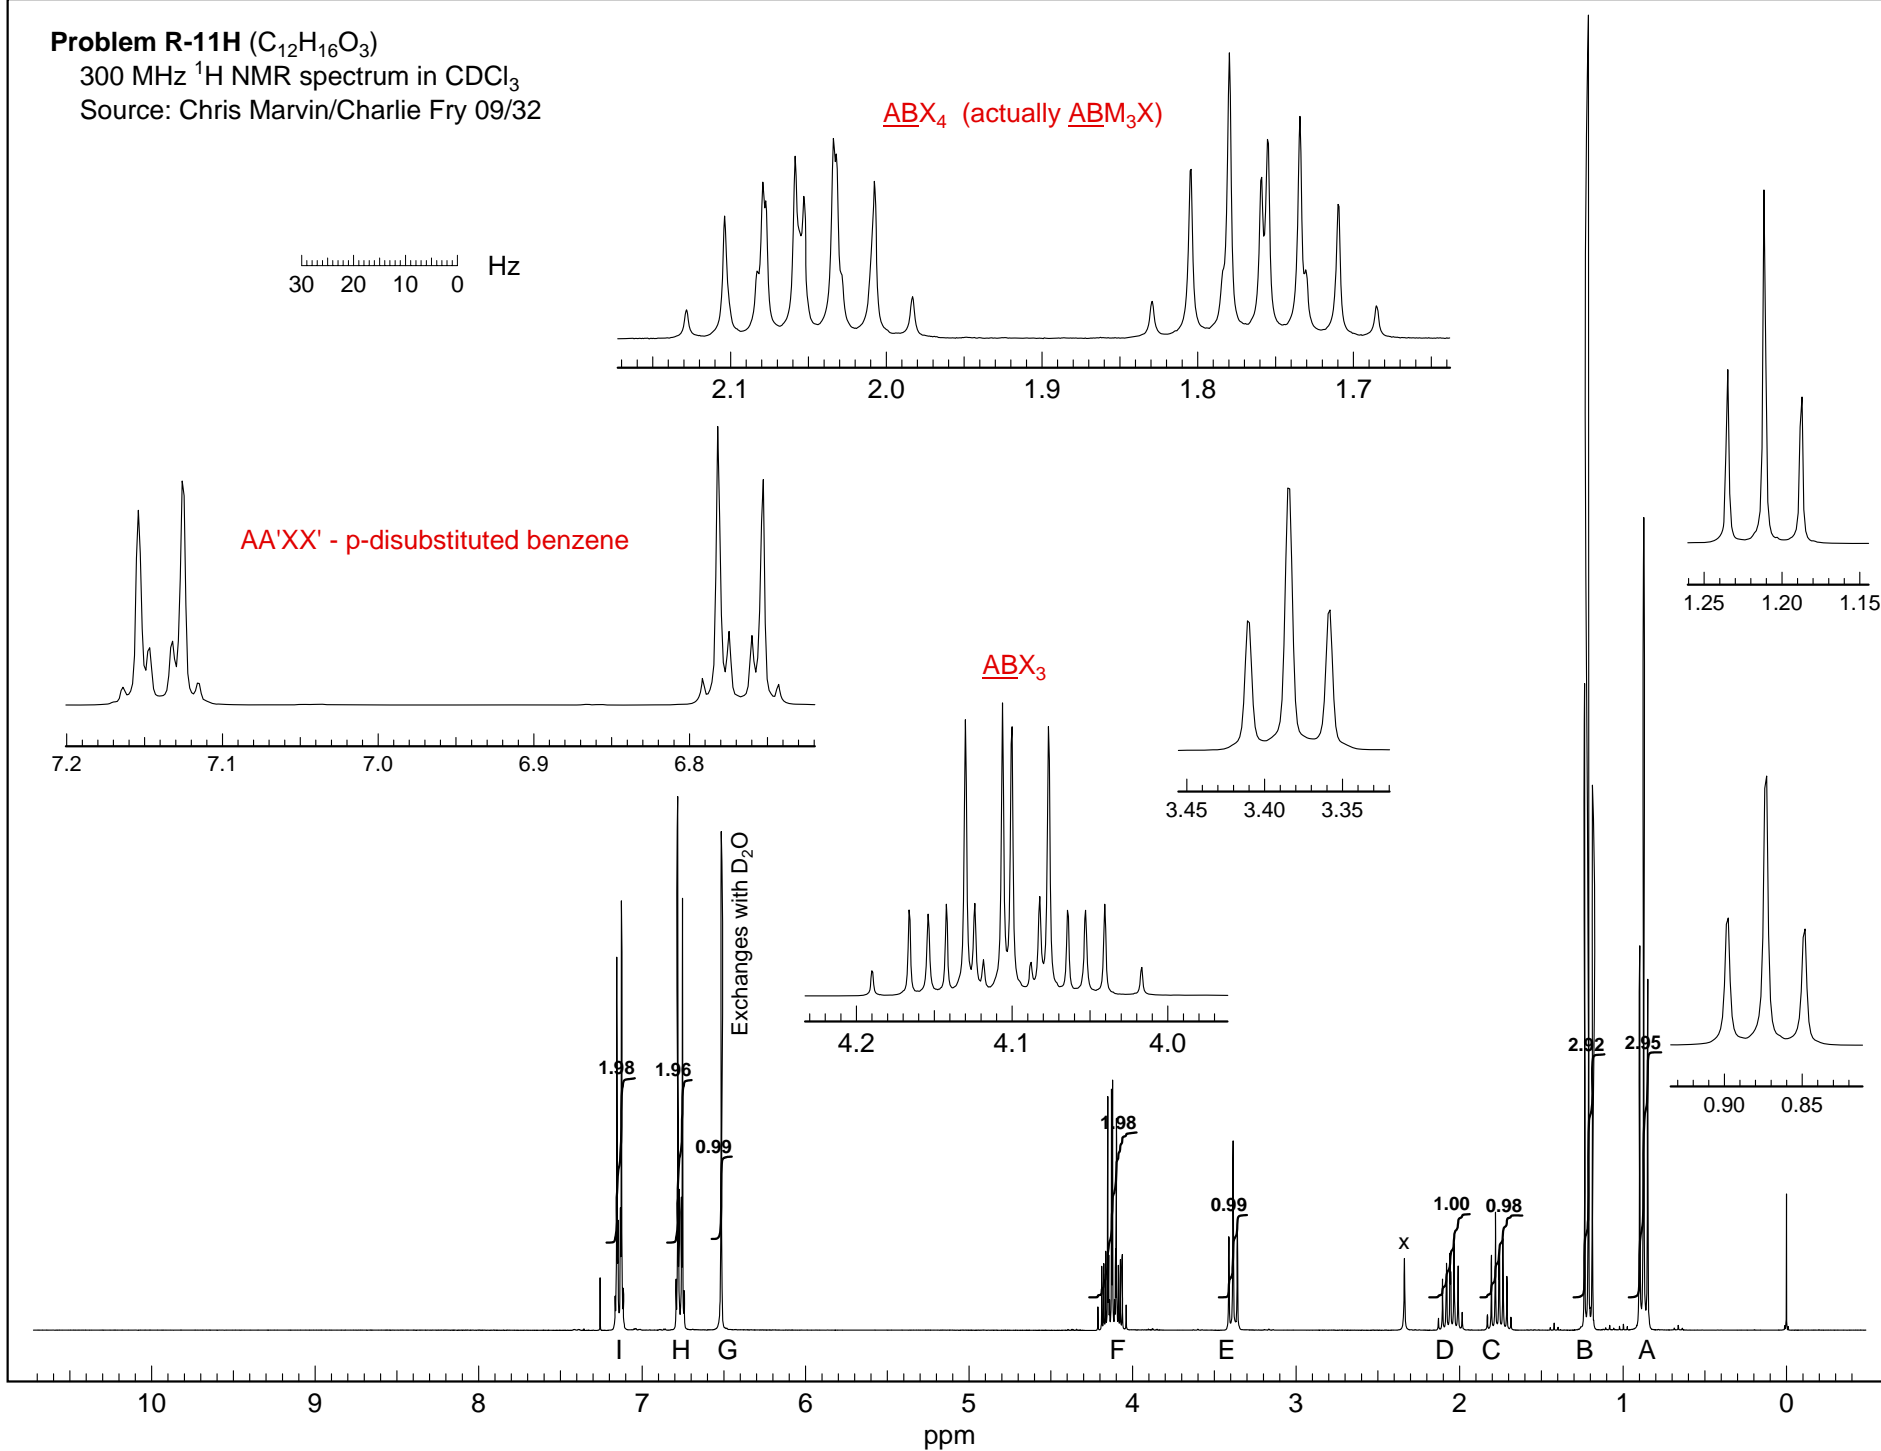 Problem R-11H (C₁₂H₁₆O₃)
300 MHz ¹H NMR spectrum in CDCl₃
Source: Chris Marvin/Charlie Fry 09/32
ABX₄ (actually ABM₃X)
30 20 10 0 Hz
2.1 2.0 1.9 1.8 1.7
1.25 1.20 1.15
AA'XX' - p-disubstituted benzene
7.2 7.1 7.0 6.9 6.8
ABX₃
3.45 3.40 3.35
4.2 4.1 4.0
0.90 0.85
Exchanges with D₂O
1.98 1.96 0.99 1.98 0.99 1.00 0.98 2.92 2.95
x
I H G F E D C B A
10 9 8 7 6 5 4 3 2 1 0
ppm